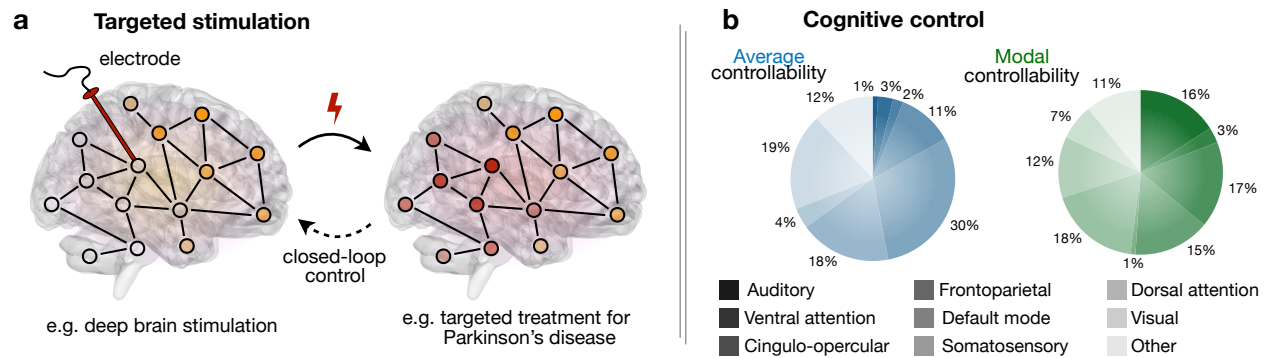 a Targeted stimulation
electrode
closed-loop
control
e.g. deep brain stimulation
e.g. targeted treatment for
Parkinson's disease
b Cognitive control
Average
controllability
1%
3%
2%
11%
30%
18%
4%
19%
12%
Modal
controllability
16%
3%
17%
15%
1%
18%
12%
7%
11%
Auditory
Ventral attention
Cingulo-opercular
Frontoparietal
Default mode
Somatosensory
Dorsal attention
Visual
Other